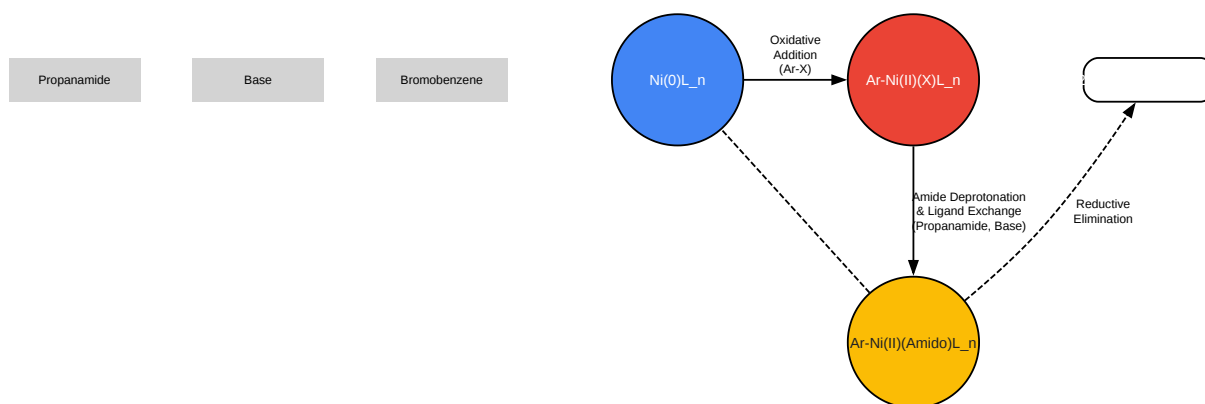 Propanamide
Base
Bromobenzene
Ni(0)L_n
Oxidative
Addition
(Ar-X)
Ar-Ni(II)(X)L_n
Amide Deprotonation
& Ligand Exchange
(Propanamide, Base)
Reductive
Elimination
Ar-Ni(II)(Amido)L_n